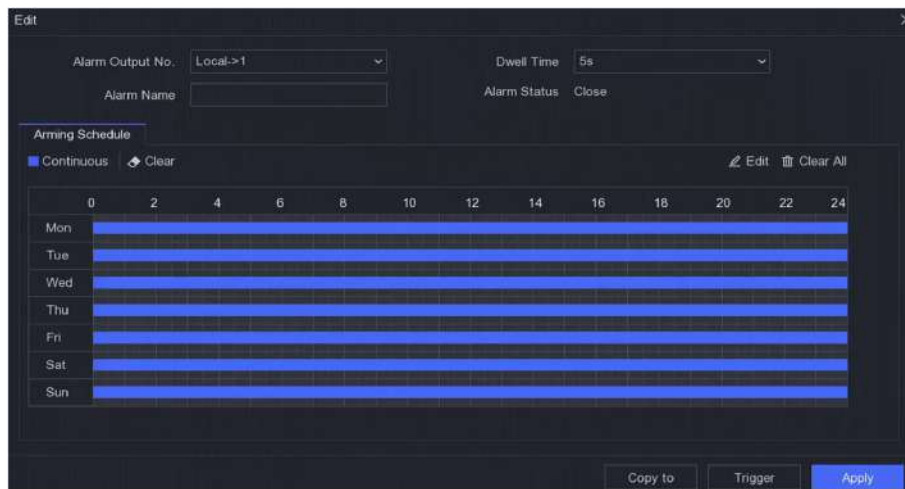 Edit
Alarm Output No. Local->1 Dwell Time 5s
Alarm Name Alarm Status Close
Arming Schedule
Continuous Clear Edit Clear All
0 2 4 6 8 10 12 14 16 18 20 22 24
Mon
Tue
Wed
Thu
Fri
Sat
Sun
Copy to Trigger Apply